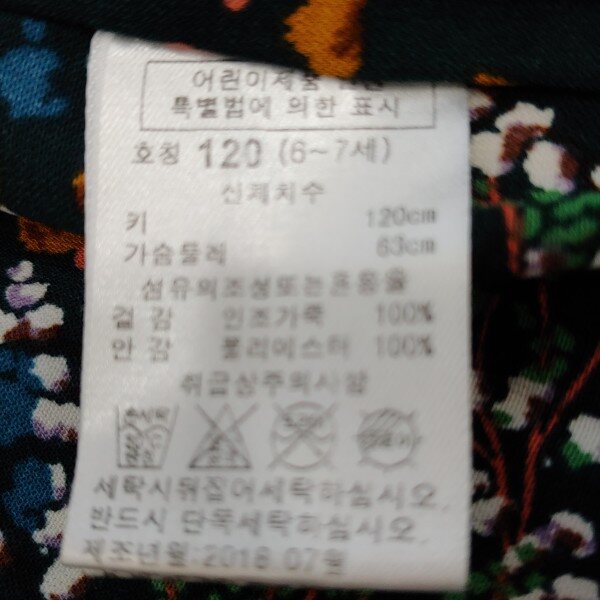 어린이제품 안전
특별법에 의한 표시
호칭 120 (6~7세)
신체치수
키 120cm
가슴둘레 63cm
섬유의조성또는혼용율
겉 감 인조가죽 100%
안 감 폴리에스터 100%
취급상주의사항
세탁시뒤집어세탁하십시오.
반드시 단독세탁하십시오.
제조년월:2018.07월